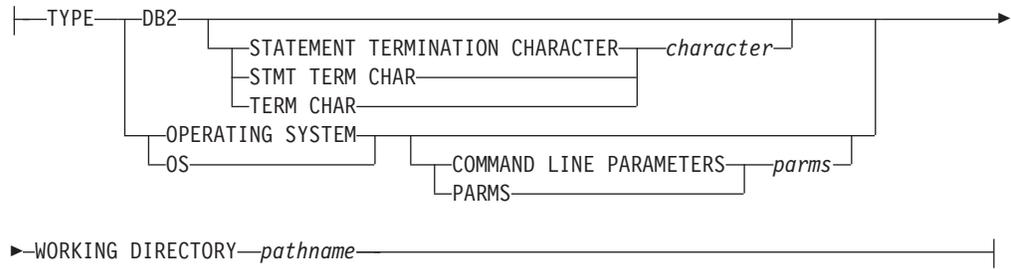 TYPE DB2
STATEMENT TERMINATION CHARACTER character
STMT TERM CHAR
TERM CHAR
OPERATING SYSTEM
OS
COMMAND LINE PARAMETERS parms
PARMS
WORKING DIRECTORY pathname